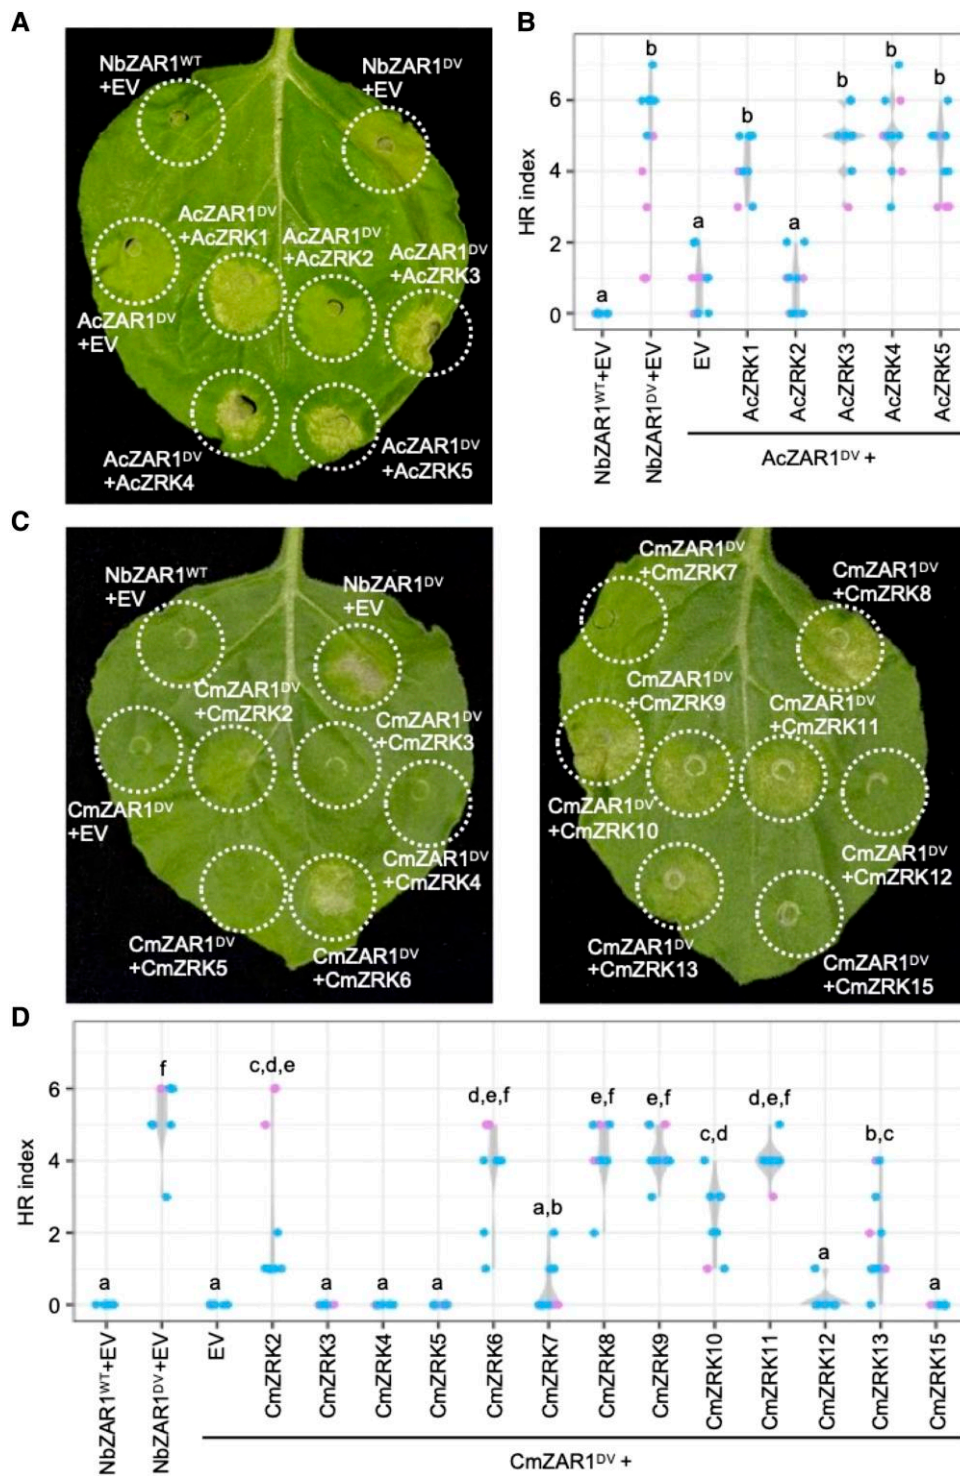 A
NbZAR1ᵂᵀ
+EV
NbZAR1ᴰⱽ
+EV
AcZAR1ᴰⱽ
+AcZRK1
AcZAR1ᴰⱽ
+AcZRK2
AcZAR1ᴰⱽ
+AcZRK3
AcZAR1ᴰⱽ
+EV
AcZAR1ᴰⱽ
+AcZRK4
AcZAR1ᴰⱽ
+AcZRK5
B
HR index
6
4
2
0
a
b
a
b
a
b
b
b
NbZAR1ᵂᵀ+EV
NbZAR1ᴰⱽ+EV
EV
AcZRK1
AcZRK2
AcZRK3
AcZRK4
AcZRK5
AcZAR1ᴰⱽ +
C
NbZAR1ᵂᵀ
+EV
NbZAR1ᴰⱽ
+EV
CmZAR1ᴰⱽ
+CmZRK2
CmZAR1ᴰⱽ
+CmZRK3
CmZAR1ᴰⱽ
+EV
CmZAR1ᴰⱽ
+CmZRK4
CmZAR1ᴰⱽ
+CmZRK5
CmZAR1ᴰⱽ
+CmZRK6
CmZAR1ᴰⱽ
+CmZRK7
CmZAR1ᴰⱽ
+CmZRK8
CmZAR1ᴰⱽ
+CmZRK9
CmZAR1ᴰⱽ
+CmZRK11
CmZAR1ᴰⱽ
+CmZRK10
CmZAR1ᴰⱽ
+CmZRK12
CmZAR1ᴰⱽ
+CmZRK13
CmZAR1ᴰⱽ
+CmZRK15
D
HR index
6
4
2
0
a
f
a
c,d,e
a
a
a
d,e,f
a,b
e,f
e,f
c,d
d,e,f
a
b,c
a
NbZAR1ᵂᵀ+EV
NbZAR1ᴰⱽ+EV
EV
CmZRK2
CmZRK3
CmZRK4
CmZRK5
CmZRK6
CmZRK7
CmZRK8
CmZRK9
CmZRK10
CmZRK11
CmZRK12
CmZRK13
CmZRK15
CmZAR1ᴰⱽ +